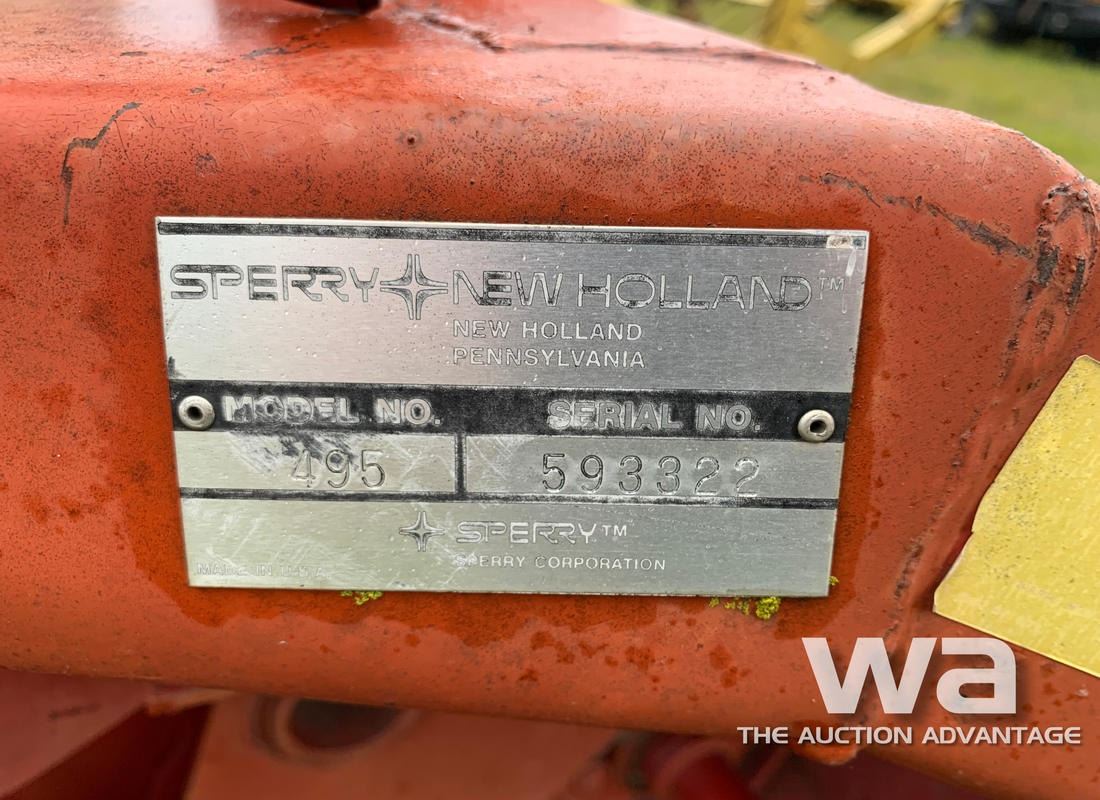 SPERRY NEW HOLLAND™
NEW HOLLAND
PENNSYLVANIA
MODEL NO. SERIAL NO.
495 593322
SPERRY™
SPERRY CORPORATION
MADE IN U.S.A.
wa
THE AUCTION ADVANTAGE